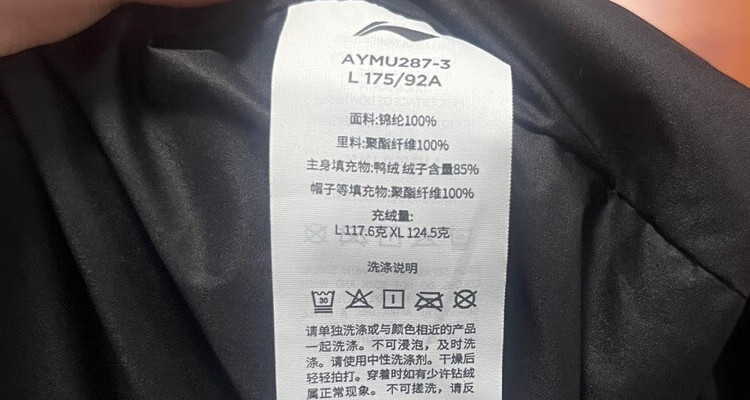 AYMU287-3
L 175/92A
面料:锦纶100%
里料:聚酯纤维100%
主身填充物:鸭绒 绒子含量85%
帽子等填充物:聚酯纤维100%
充绒量:
L 117.6克 XL 124.5克
洗涤说明
30
请单独洗涤或与颜色相近的产品
一起洗涤。不可浸泡，及时洗
涤。请使用中性洗涤剂。干燥后
轻轻拍打。穿着时如有少许钻绒
属正常现象。 不可搓洗，请反